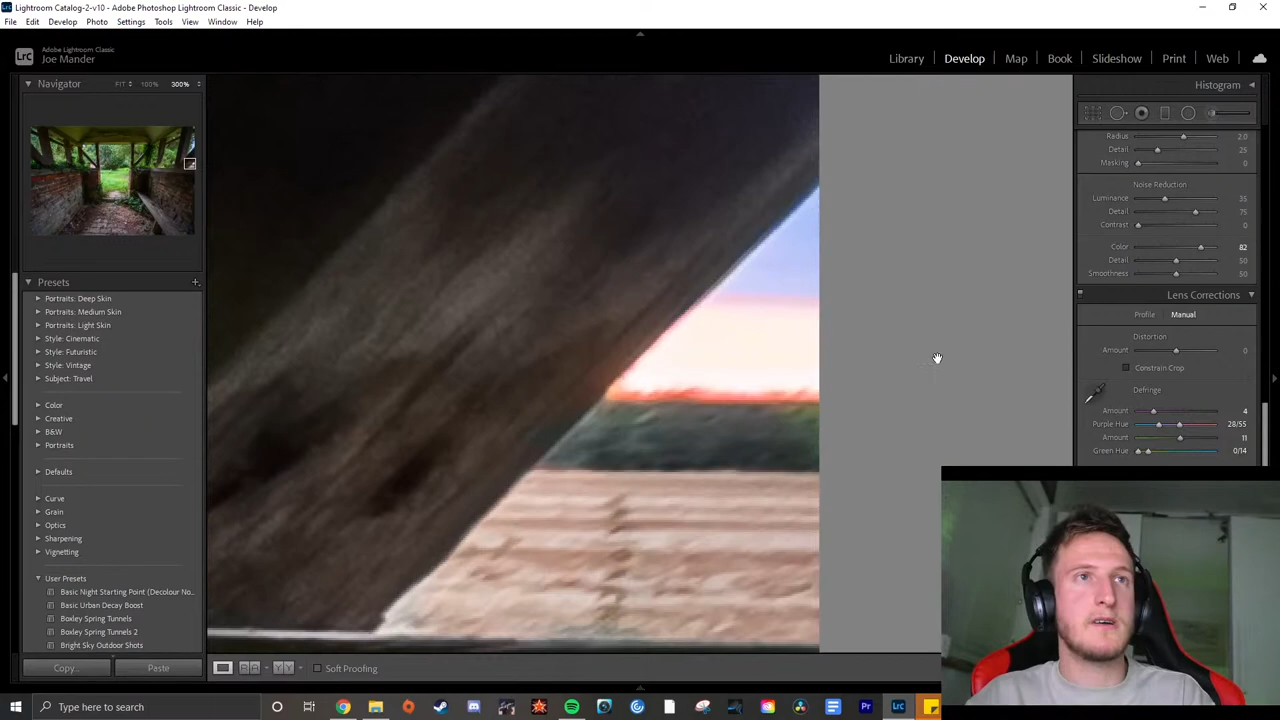 Lightroom Catalog-2-v10 - Adobe Photoshop Lightroom Classic - Develop
File Edit Develop Photo Settings Tools View Window Help
Lrc Adobe Lightroom Classic
Joe Mander
Library Develop Map Book Slideshow Print Web
Navigator FIT 100% 300%
Histogram
Radius 2.0
Detail 25
Masking 0
Noise Reduction
Luminance 35
Detail 75
Contrast 0
Color 82
Detail 50
Smoothness 50
Lens Corrections
Profile Manual
Distortion
Amount 0
Constrain Crop
Defringe
Amount 4
Purple Hue 28/55
Amount 11
Green Hue 0/14
Presets
Portraits: Deep Skin
Portraits: Medium Skin
Portraits: Light Skin
Style: Cinematic
Style: Futuristic
Style: Vintage
Subject: Travel
Color
Creative
B&W
Portraits
Defaults
Curve
Grain
Optics
Sharpening
Vignetting
User Presets
Basic Night Starting Point (Decolour No...
Basic Urban Decay Boost
Boxley Spring Tunnels
Boxley Spring Tunnels 2
Bright Sky Outdoor Shots
Copy... Paste
Soft Proofing
Type here to search
Pr Lrc